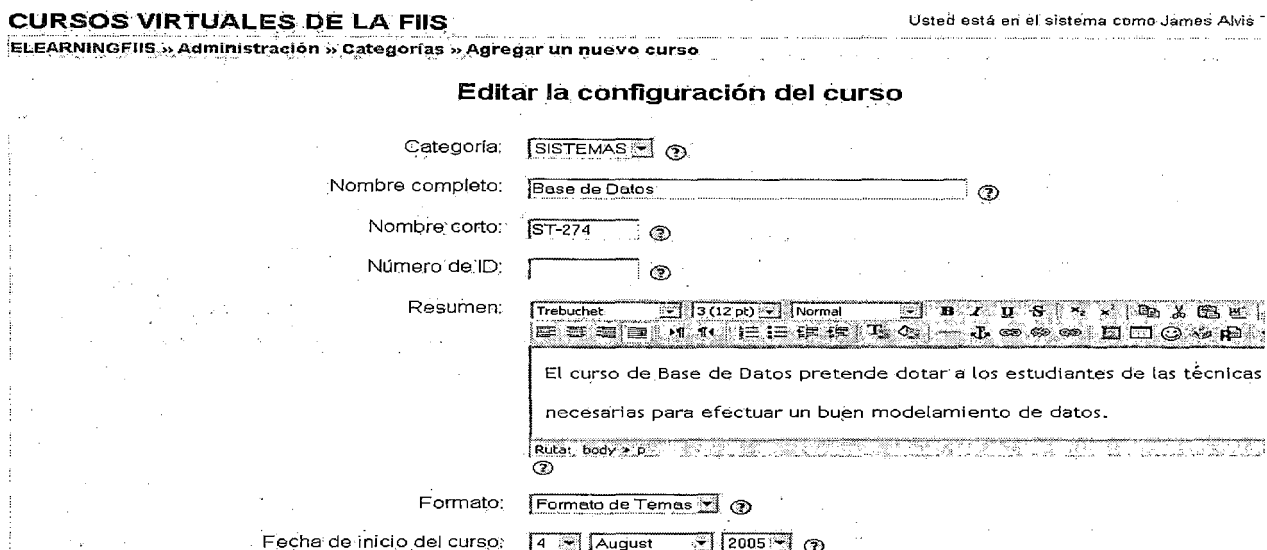 CURSOS VIRTUALES DE LA FIIS
Usted está en el sistema como James Alvis
ELEARNINGFIIS » Administración » Categorías » Agregar un nuevo curso
Editar la configuración del curso
Categoría: SISTEMAS
Nombre completo: Base de Datos
Nombre corto: ST-274
Número de ID:
Resumen: Trebuchet 3 (12 pt) Normal B I U S
El curso de Base de Datos pretende dotar a los estudiantes de las técnicas
necesarias para efectuar un buen modelamiento de datos.
Ruta: body » p
Formato: Formato de Temas
Fecha de inicio del curso: 4 August 2005